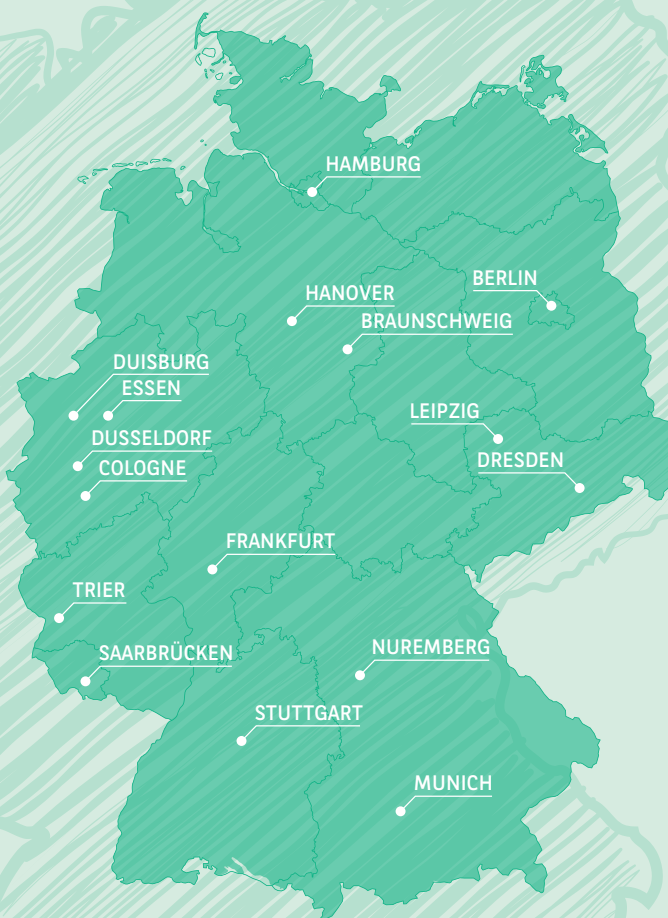 HAMBURG
BERLIN
HANOVER
BRAUNSCHWEIG
DUISBURG
ESSEN
LEIPZIG
DUSSELDORF
DRESDEN
COLOGNE
FRANKFURT
TRIER
NUREMBERG
SAARBRÜCKEN
STUTTGART
MUNICH